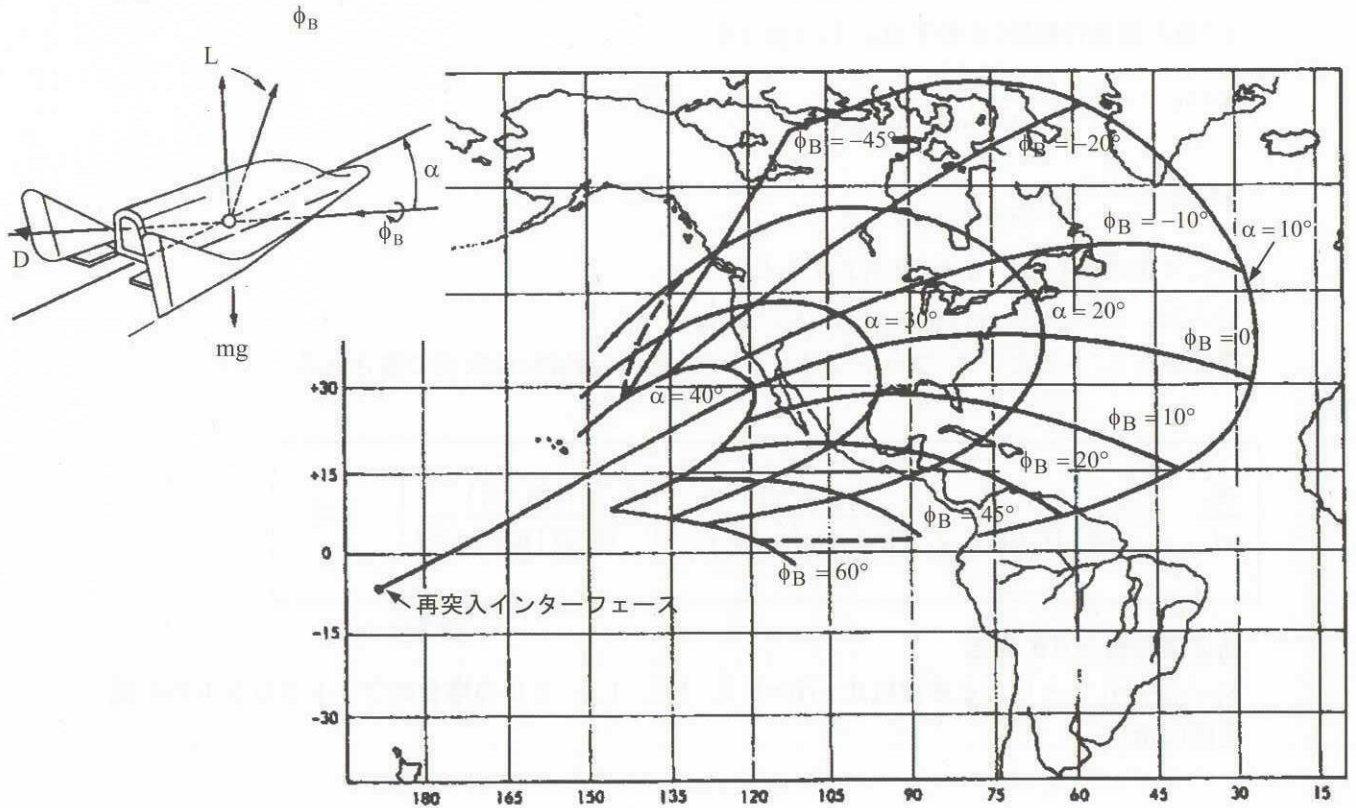 φB
L
α
φB
D
mg
φB = −45°
φB = −20°
φB = −10°
α = 10°
α = 30°
α = 20°
φB = 0°
α = 40°
φB = 10°
φB = 20°
φB = 45°
φB = 60°
再突入インターフェース
+30
+15
0
-15
-30
180 165 150 135 120 105 90 75 60 45 30 15